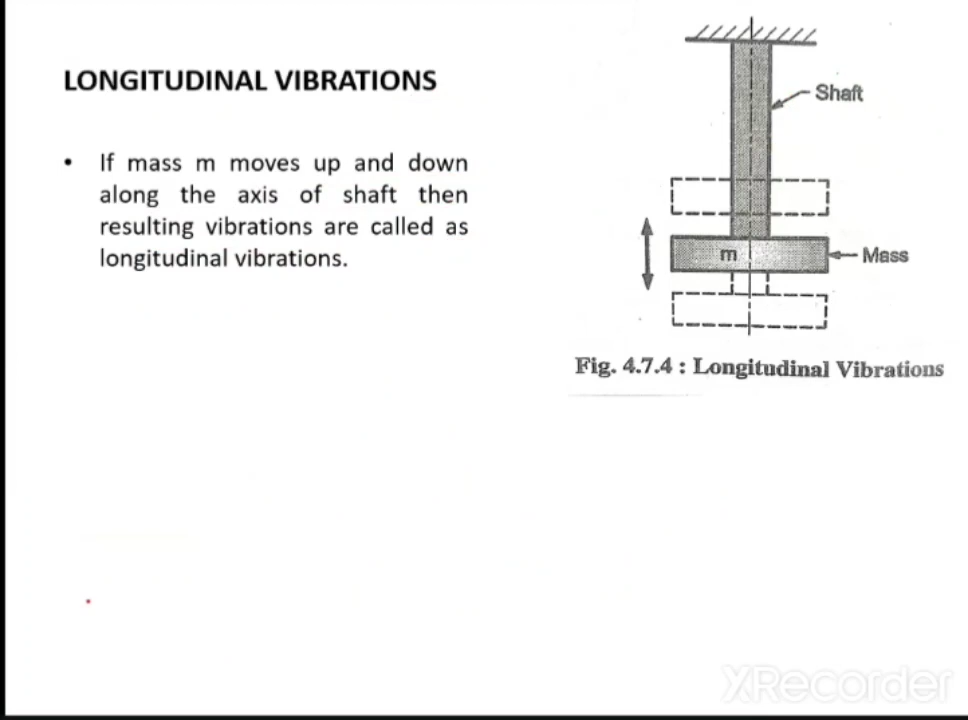 LONGITUDINAL VIBRATIONS
• If mass m moves up and down
along the axis of shaft then
resulting vibrations are called as
longitudinal vibrations.
Shaft
m
Mass
Fig. 4.7.4 : Longitudinal Vibrations
XRecorder